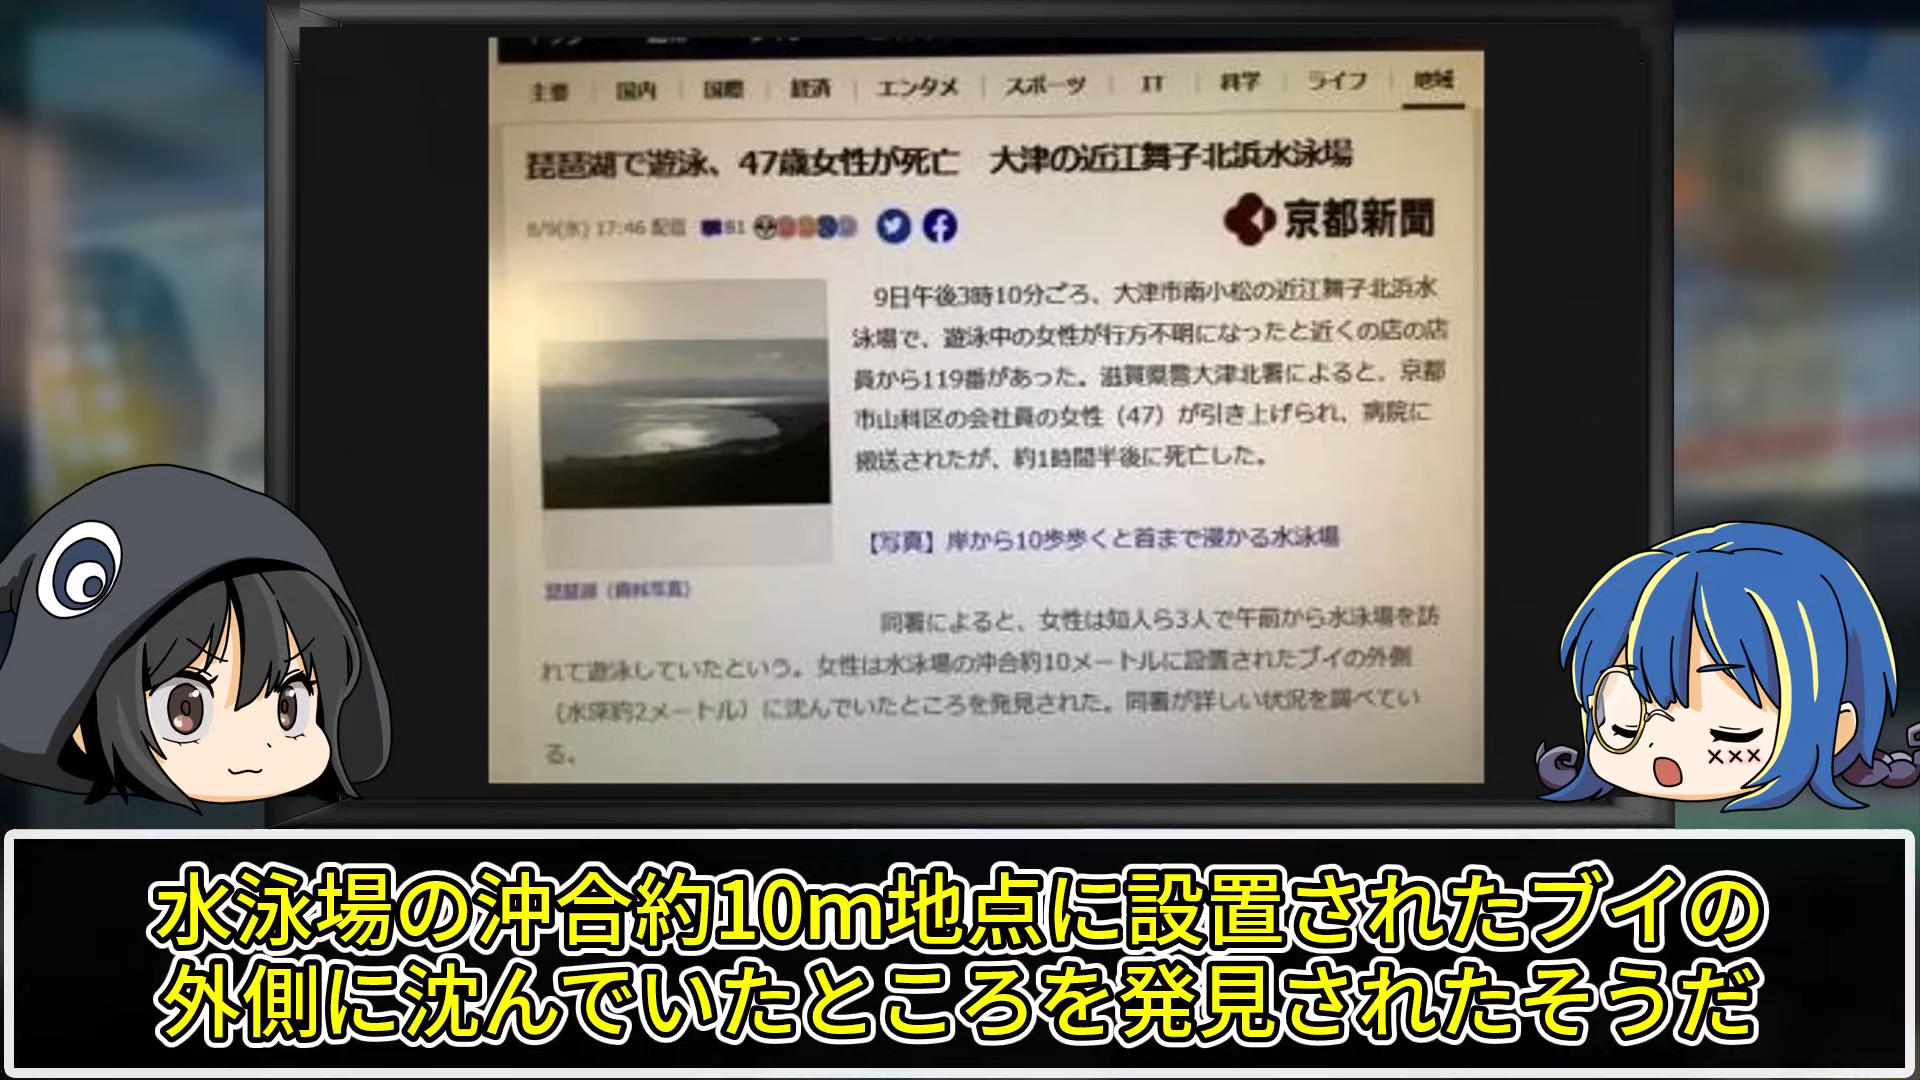 主要 国内 国際 経済 エンタメ スポーツ IT 科学 ライフ 地域
琵琶湖で遊泳、47歳女性が死亡 大津の近江舞子北浜水泳場
8/9(水) 17:46 配信 81
京都新聞
9日午後3時10分ごろ、大津市南小松の近江舞子北浜水
泳場で、遊泳中の女性が行方不明になったと近くの店の店
員から119番があった。滋賀県警大津北署によると、京都
市山科区の会社員の女性（47）が引き上げられ、病院に
搬送されたが、約1時間半後に死亡した。
【写真】岸から10歩歩くと首まで浸かる水泳場
琵琶湖（資料写真）
同署によると、女性は知人ら3人で午前から水泳場を訪
れて遊泳していたという。女性は水泳場の沖合約10メートルに設置されたブイの外側
（水深約2メートル）に沈んでいたところを発見された。同署が詳しい状況を調べてい
る。
水泳場の沖合約10m地点に設置されたブイの
外側に沈んでいたところを発見されたそうだ